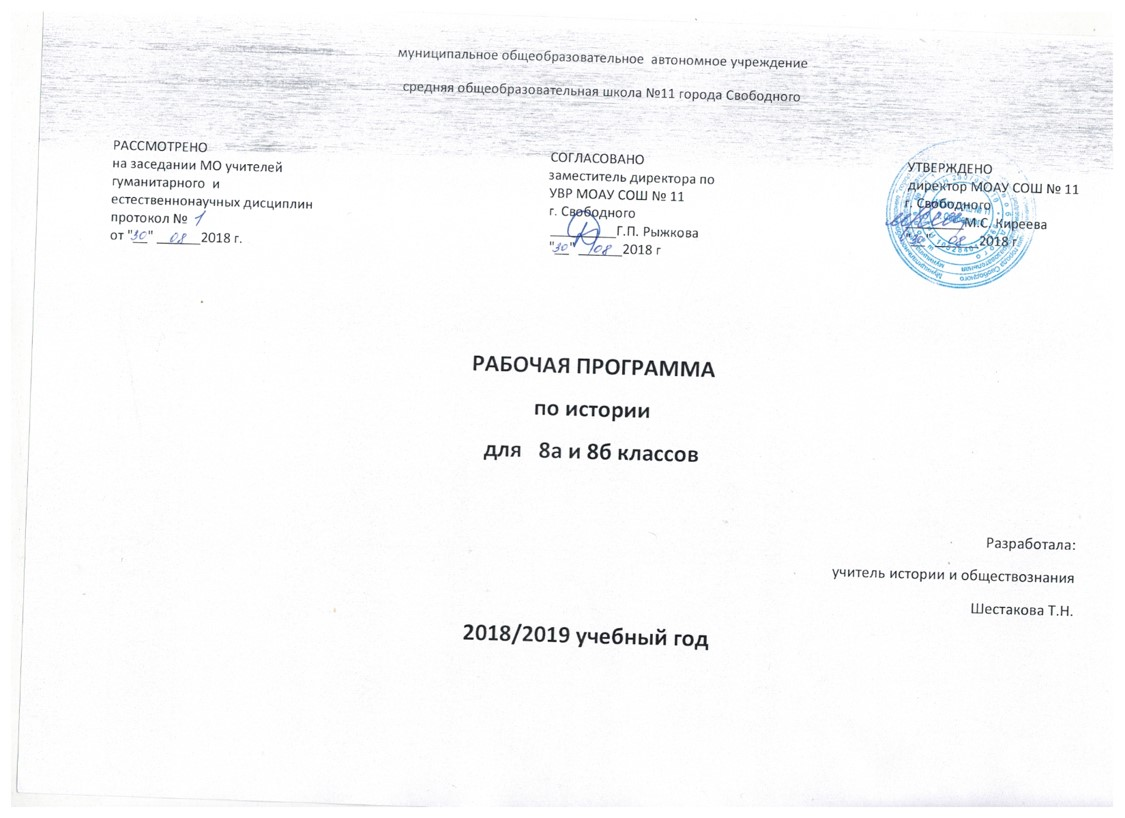 муниципальное общеобразовательное автономное учреждение
средняя общеобразовательная школа №11 города Свободного
РАССМОТРЕНО
на заседании МО учителей
гуманитарного и
естественнонаучных дисциплин
протокол № 1
от "30" 08 2018 г.
СОГЛАСОВАНО
заместитель директора по
УВР МОАУ СОШ № 11
г. Свободного
Г.П. Рыжкова
"30" 08 2018 г
УТВЕРЖДЕНО
директор МОАУ СОШ № 11
г. Свободного
М.С. Киреева
"30" 08 2018 г
РАБОЧАЯ ПРОГРАММА
по истории
для 8а и 8б классов
Разработала:
учитель истории и обществознания
Шестакова Т.Н.
2018/2019 учебный год